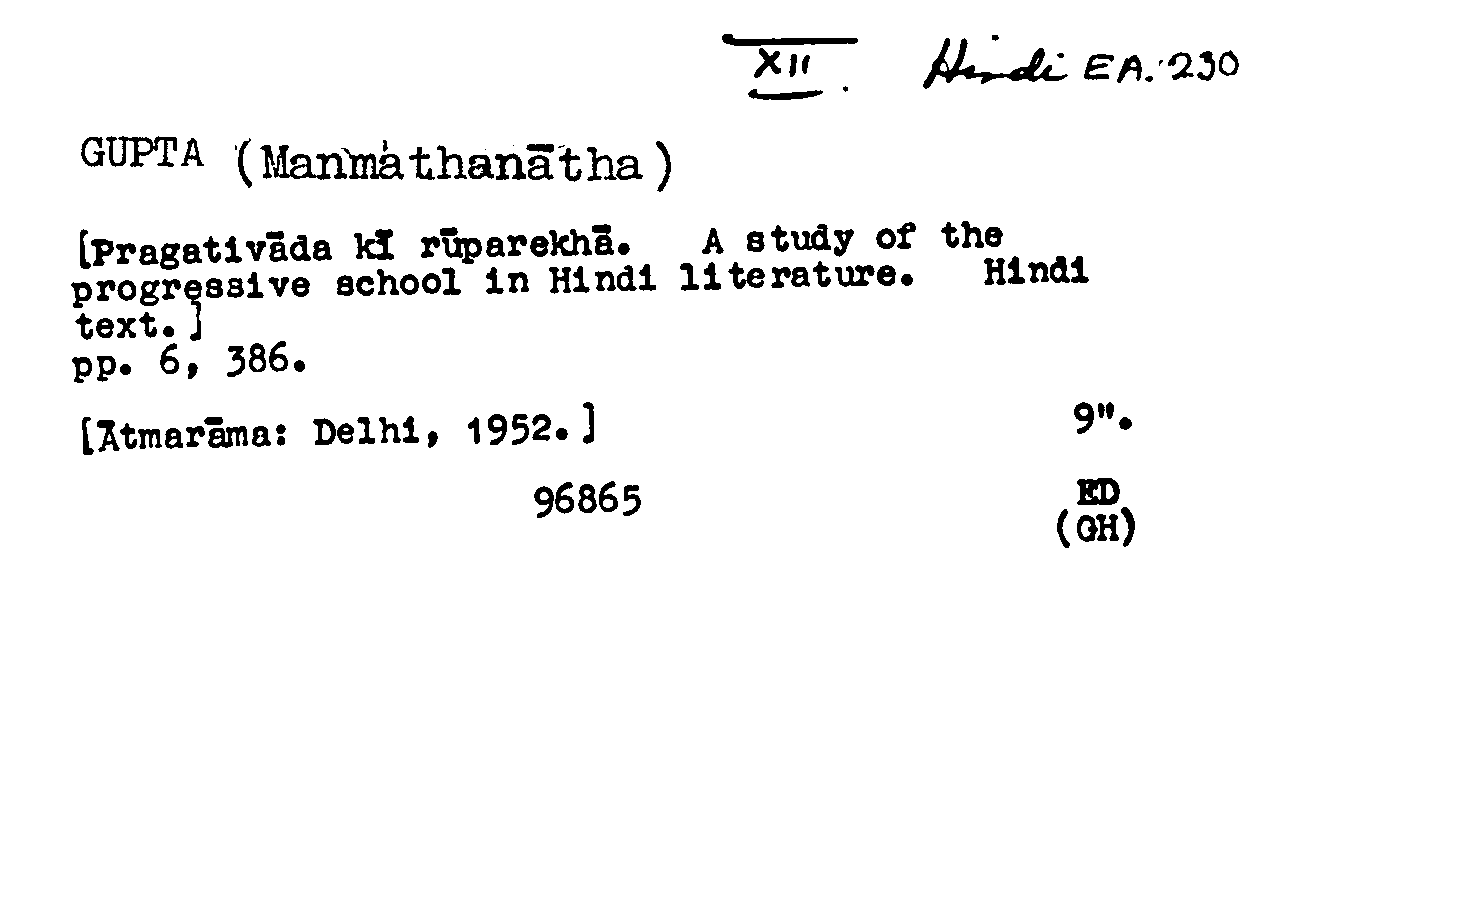 XII. Hindi EA. 230
GUPTA (Manmathanātha)
[Pragativāda kī rūparekhā. A study of the
progressive school in Hindi literature. Hindi
text.]
pp. 6, 386.
[Ātmarāma: Delhi, 1952.] 9".
96865 ED
(GH)